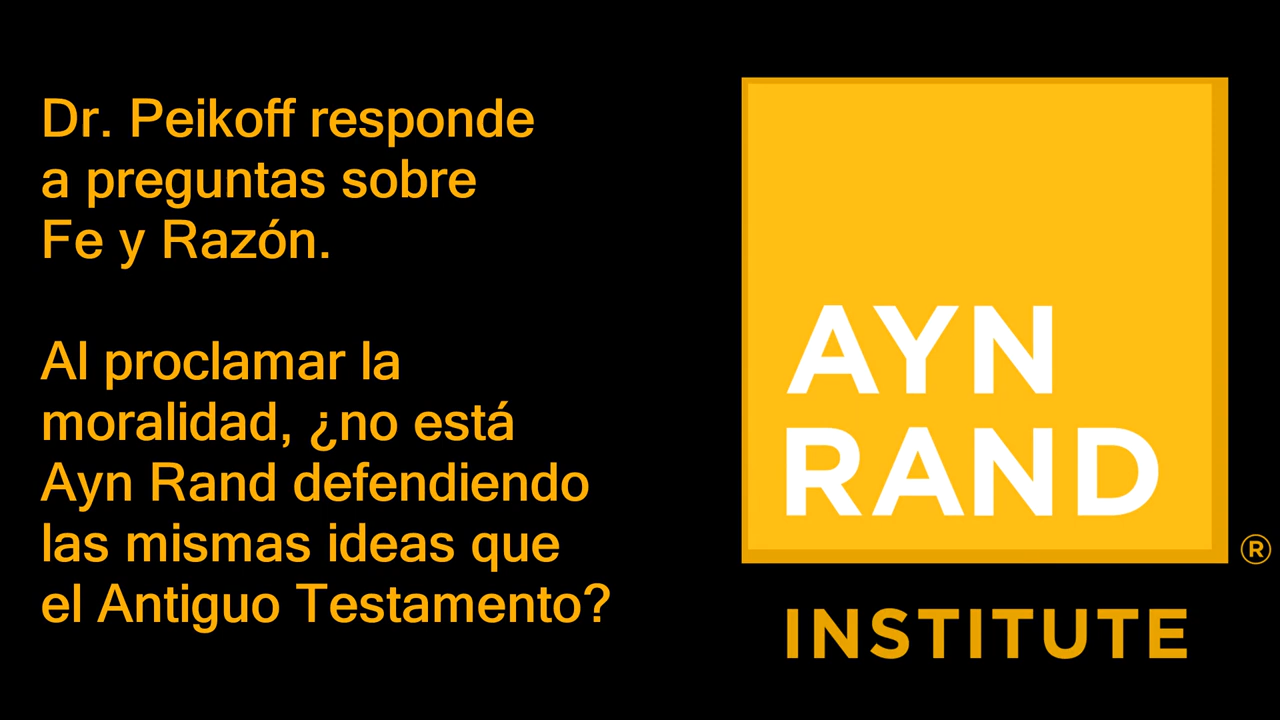 Dr. Peikoff responde
a preguntas sobre
Fe y Razón.
Al proclamar la
moralidad, ¿no está
Ayn Rand defendiendo
las mismas ideas que
el Antiguo Testamento?
AYN
RAND
®
INSTITUTE